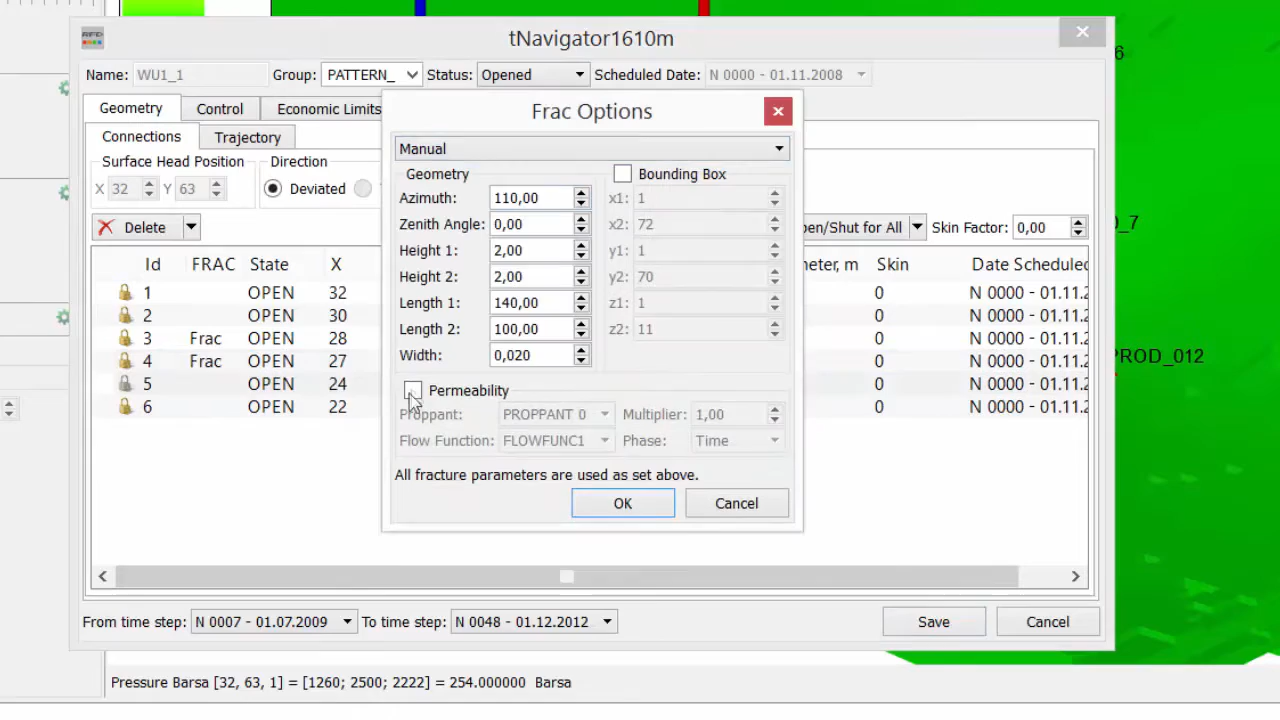 tNavigator1610m
Name: WU1_1 Group: PATTERN_ Status: Opened Scheduled Date: N 0000 - 01.11.2008
Geometry Control Economic Limits
Connections Trajectory
Surface Head Position Direction
X 32 Y 63 Deviated
Delete en/Shut for All Skin Factor: 0,00
Id FRAC State X meter, m Skin Date Scheduled
1 OPEN 32 0 N 0000 - 01.11.2
2 OPEN 30 0 N 0000 - 01.11.2
3 Frac OPEN 28 0 N 0000 - 01.11.2
4 Frac OPEN 27 0 N 0000 - 01.11.2
5 OPEN 24 0 N 0000 - 01.11.2
6 OPEN 22 0 N 0000 - 01.11.2
Frac Options
Manual
Geometry Bounding Box
Azimuth: 110,00 x1: 1
Zenith Angle: 0,00 x2: 72
Height 1: 2,00 y1: 1
Height 2: 2,00 y2: 70
Length 1: 140,00 z1: 1
Length 2: 100,00 z2: 11
Width: 0,020
Permeability
Proppant: PROPPANT 0 Multiplier: 1,00
Flow Function: FLOWFUNC1 Phase: Time
All fracture parameters are used as set above.
OK Cancel
From time step: N 0007 - 01.07.2009 To time step: N 0048 - 01.12.2012 Save Cancel
6
_7
PROD_012
Pressure Barsa [32, 63, 1] = [1260; 2500; 2222] = 254.000000 Barsa